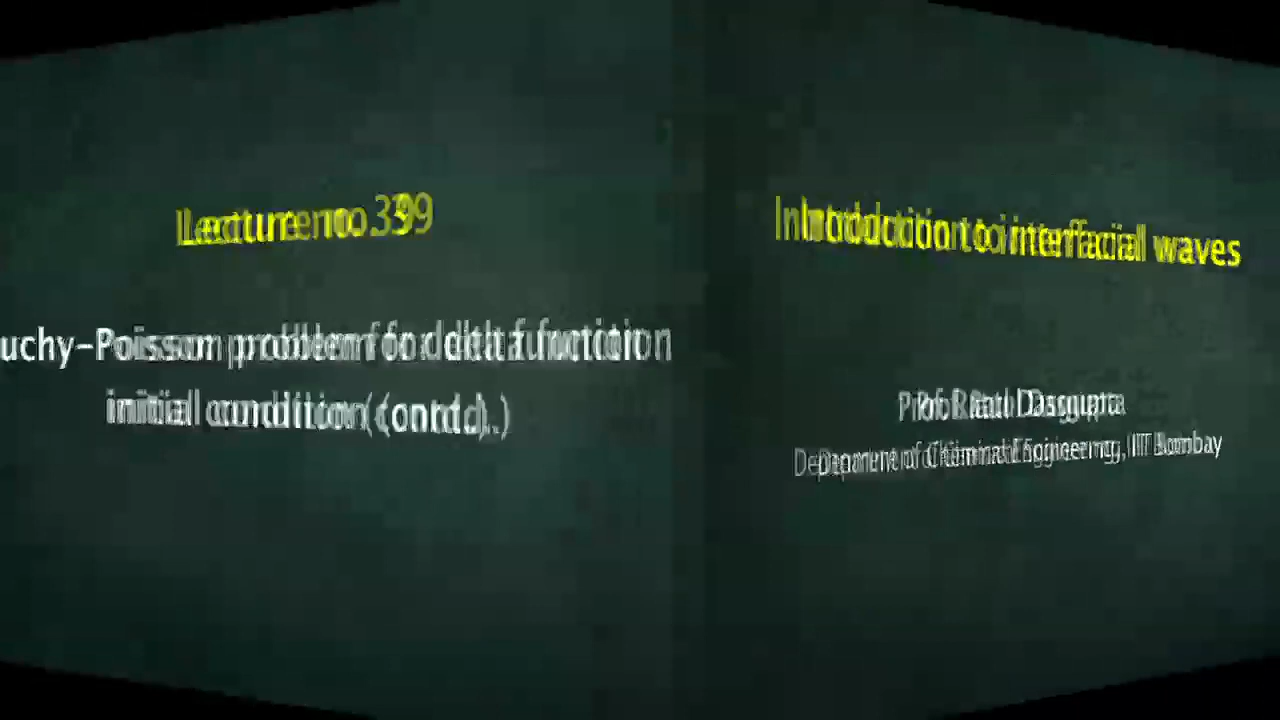 Lecture no. 39
uchy-Poisson problem for delta function
initial condition (contd.)
Introduction to interfacial waves
Prof. Ratul Dasgupta
Department of Chemical Engineering, IIT Bombay